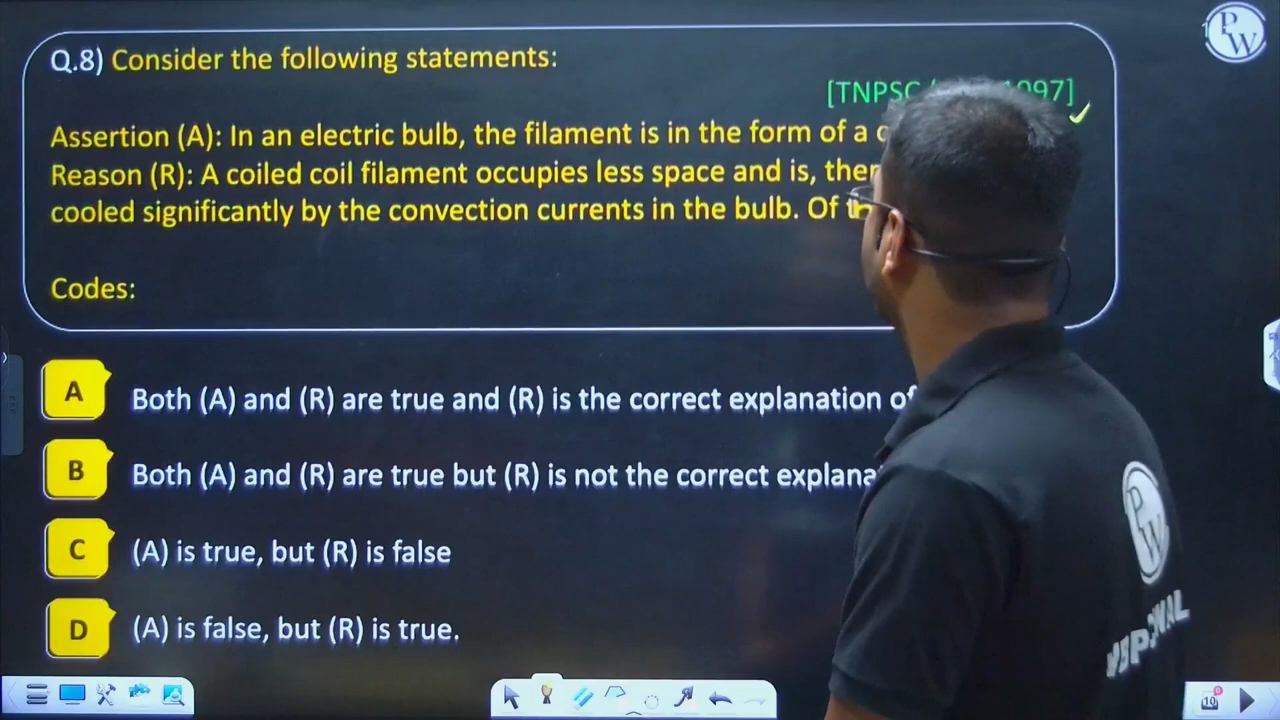 Q.8) Consider the following statements:
[TNPSC 1997]
Assertion (A): In an electric bulb, the filament is in the form of a
Reason (R): A coiled coil filament occupies less space and is,
cooled significantly by the convection currents in the bulb. Of
Codes:
A Both (A) and (R) are true and (R) is the correct explanation of
B Both (A) and (R) are true but (R) is not the correct
C (A) is true, but (R) is false
D (A) is false, but (R) is true.
PW
PW
10